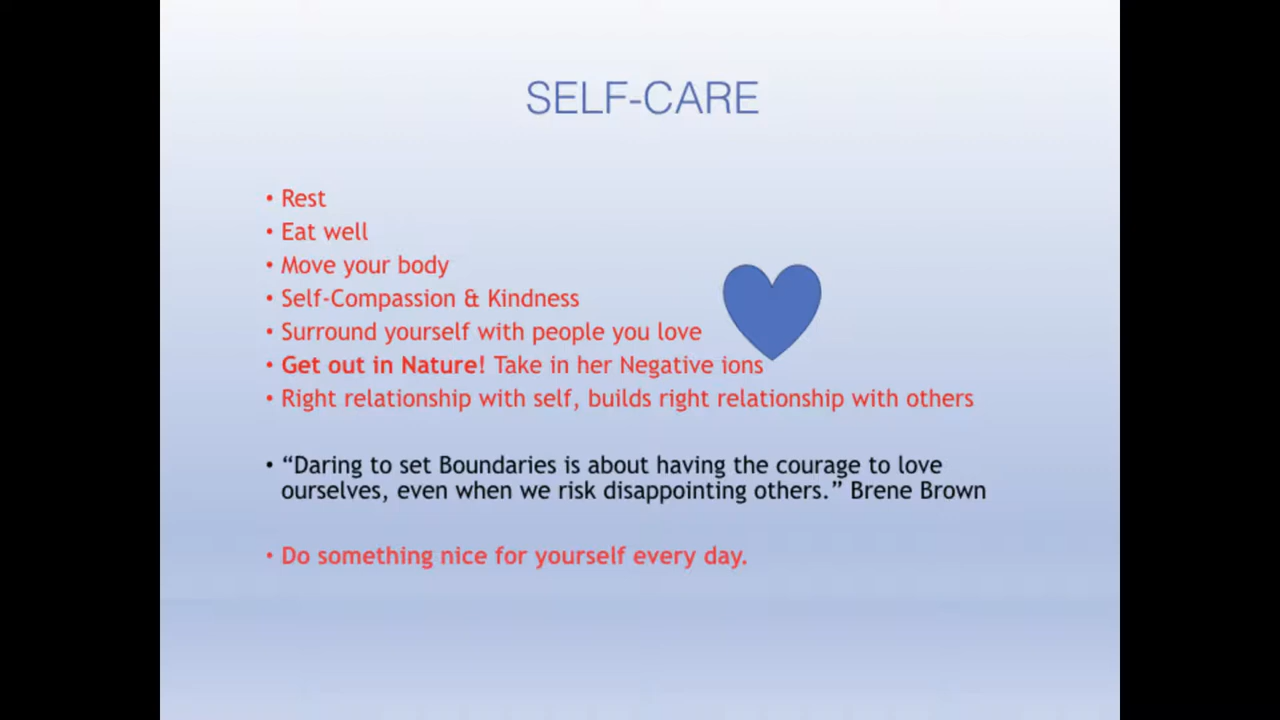 SELF-CARE
• Rest
• Eat well
• Move your body
• Self-Compassion & Kindness
• Surround yourself with people you love
• Get out in Nature! Take in her Negative ions
• Right relationship with self, builds right relationship with others
• “Daring to set Boundaries is about having the courage to love
ourselves, even when we risk disappointing others.” Brene Brown
• Do something nice for yourself every day.